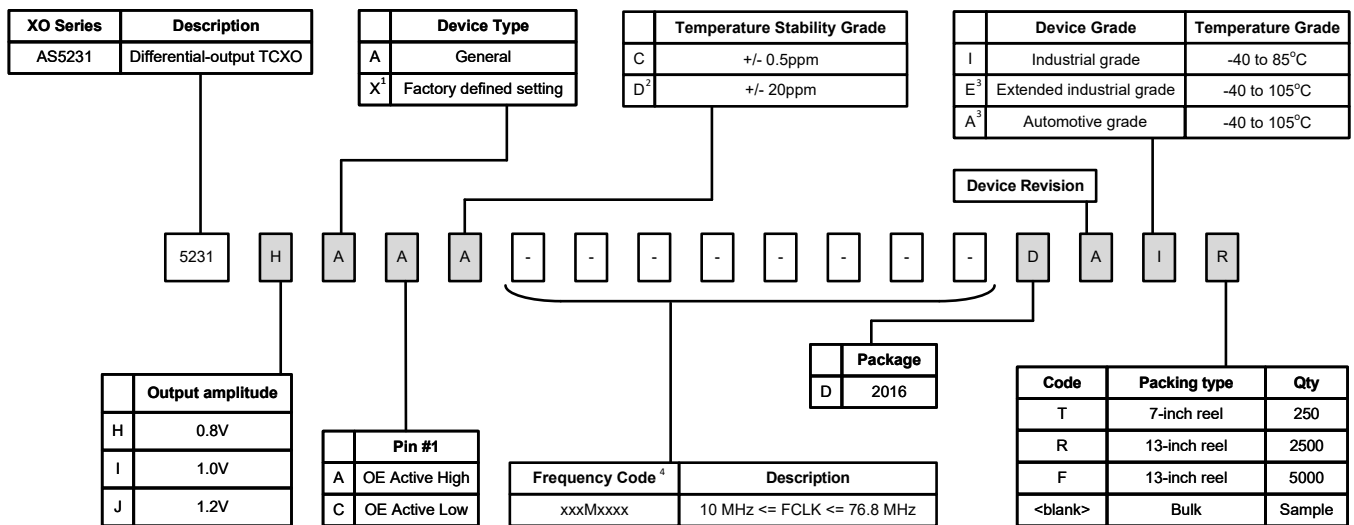 XO Series Description
AS5231 Differential-output TCXO
Device Type
A General
X¹ Factory defined setting
Temperature Stability Grade
C +/- 0.5ppm
D² +/- 20ppm
Device Grade Temperature Grade
I Industrial grade -40 to 85°C
E³ Extended industrial grade -40 to 105°C
A³ Automotive grade -40 to 105°C
Device Revision
5231 H A A A - - - - - - - - D A I R
Output amplitude
H 0.8V
I 1.0V
J 1.2V
Pin #1
A OE Active High
C OE Active Low
Frequency Code ⁴ Description
xxxMxxxx 10 MHz <= FCLK <= 76.8 MHz
Package
D 2016
Code Packing type Qty
T 7-inch reel 250
R 13-inch reel 2500
F 13-inch reel 5000
<blank> Bulk Sample